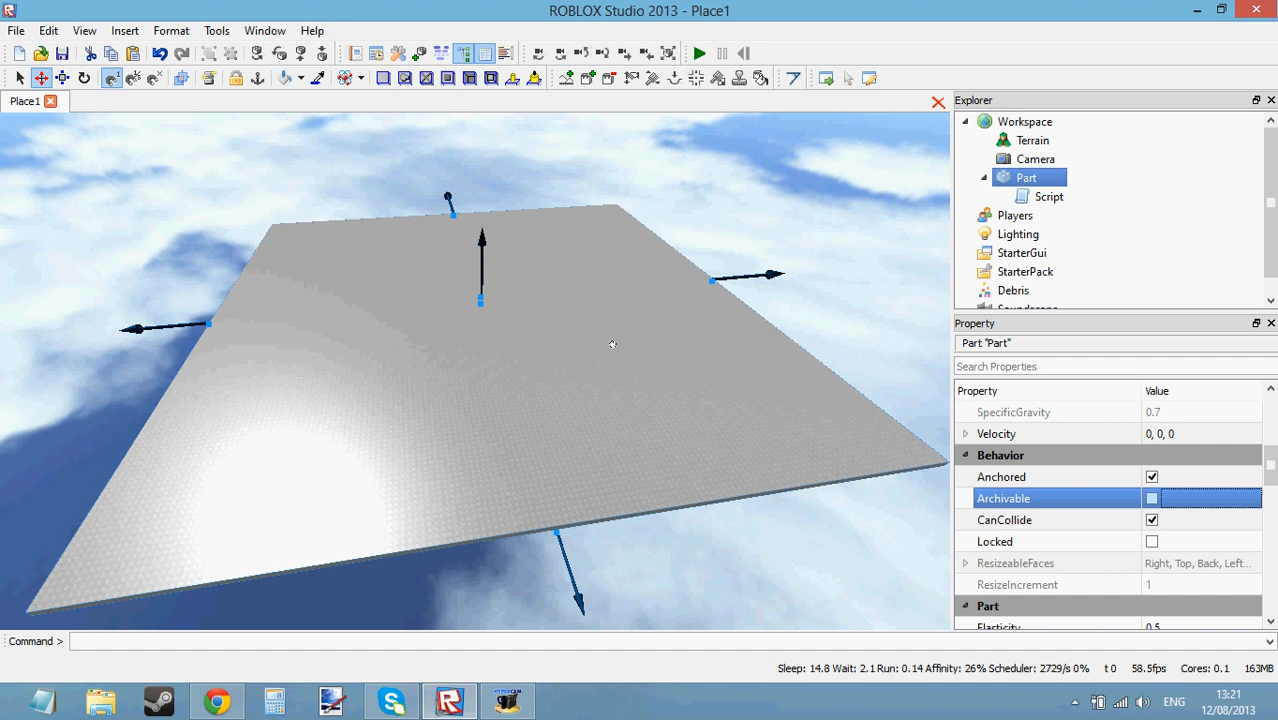 ROBLOX Studio 2013 - Place1
File Edit View Insert Format Tools Window Help
Place1
Explorer
Workspace
Terrain
Camera
Part
Script
Players
Lighting
StarterGui
StarterPack
Debris
Property
Part "Part"
Search Properties
Property Value
SpecificGravity 0.7
Velocity 0, 0, 0
Behavior
Anchored
Archivable
CanCollide
Locked
ResizeableFaces Right, Top, Back, Left...
ResizeIncrement 1
Part
Elasticity 0.5
Command >
Sleep: 14.8 Wait: 2.1 Run: 0.14 Affinity: 26% Scheduler: 2729/s 0% t 0 58.5fps Cores: 0.1 163MB
ENG
13:21
12/08/2013